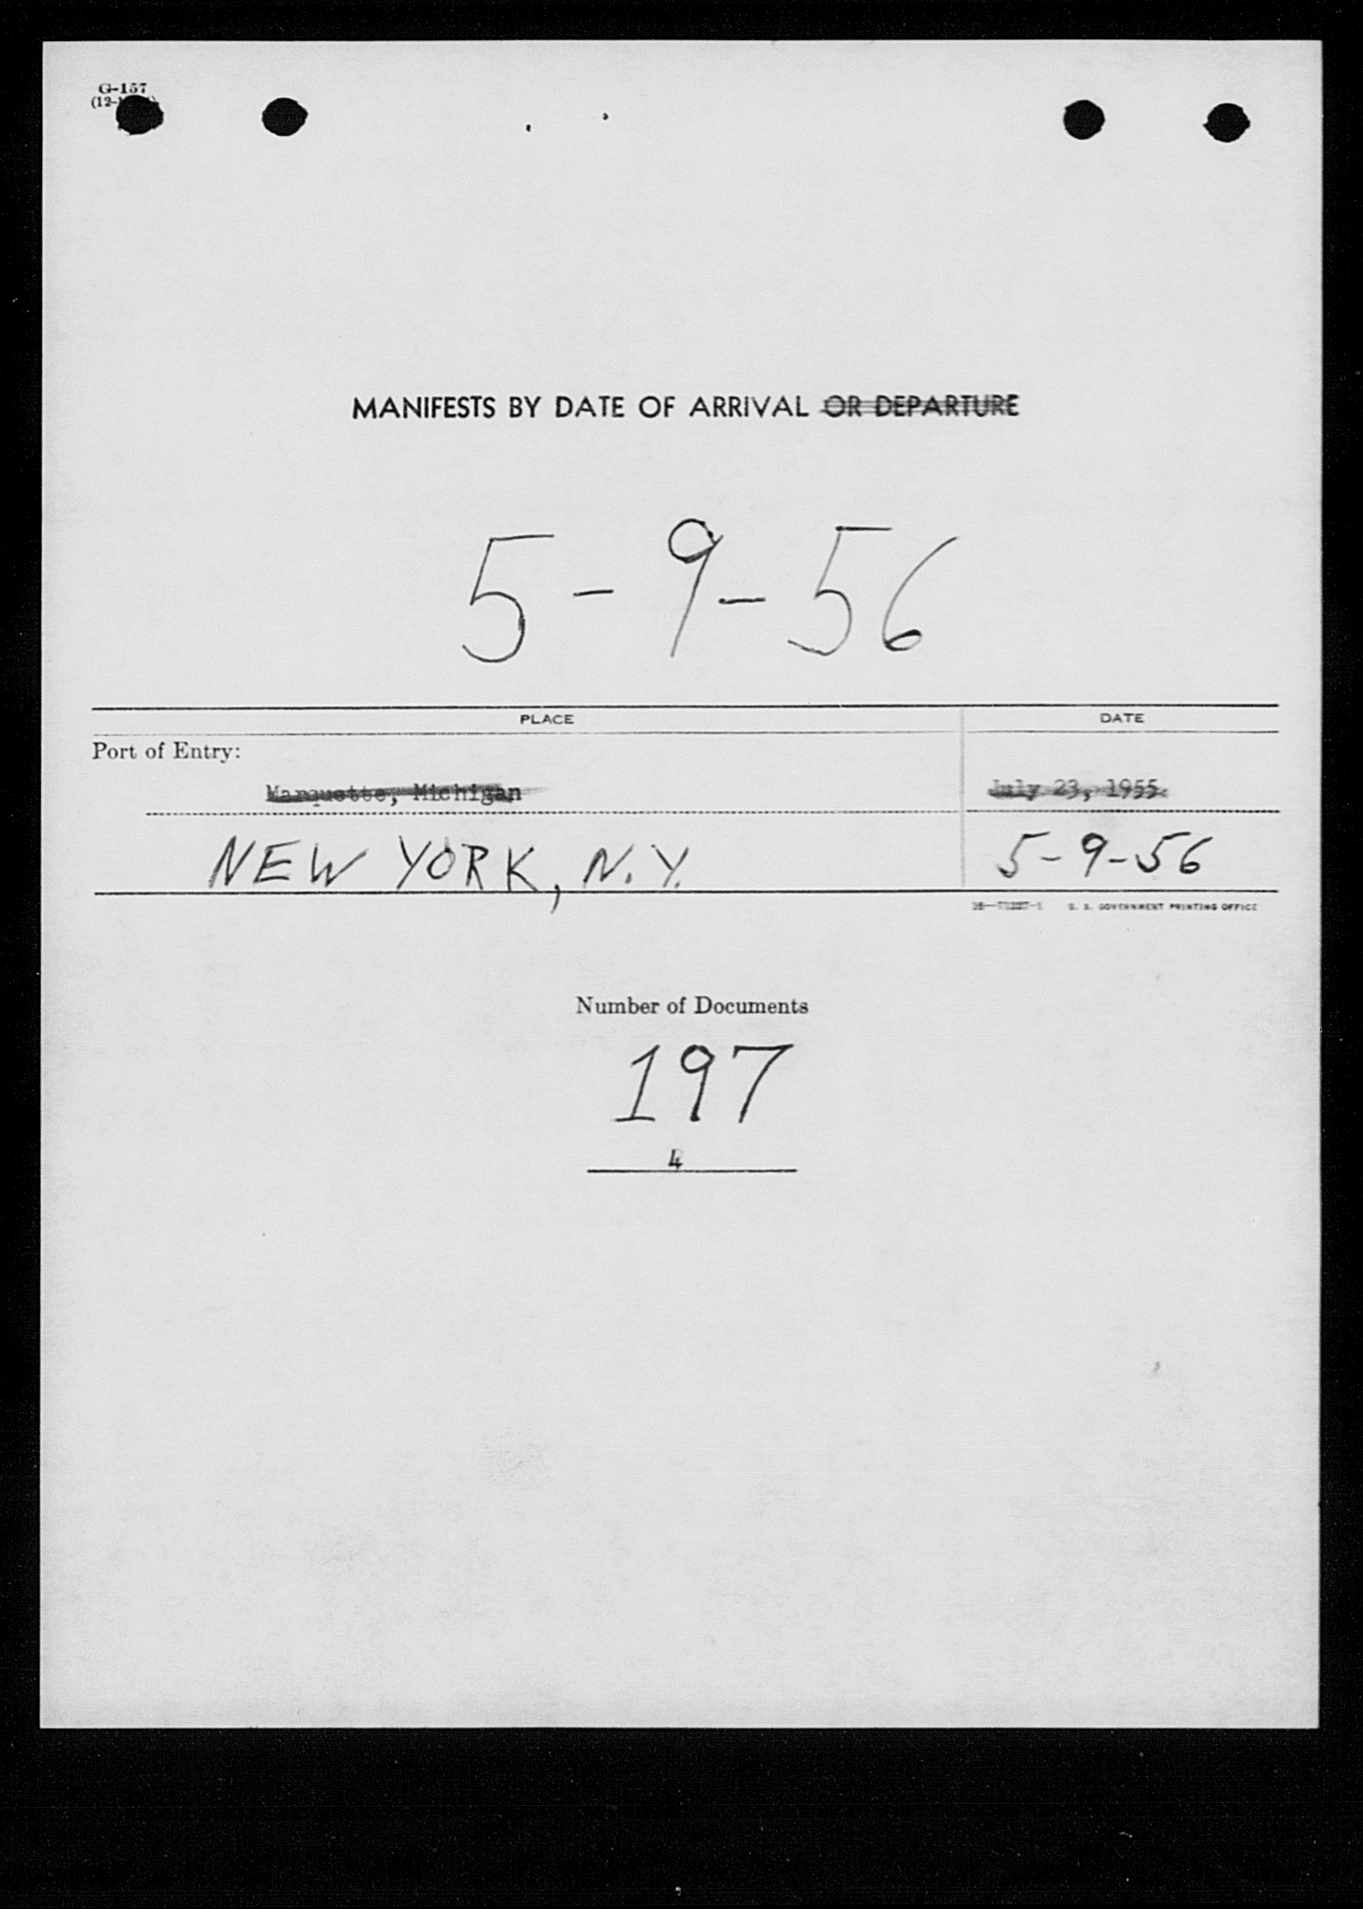 G-157
MANIFESTS BY DATE OF ARRIVAL OR DEPARTURE
5-9-56
PLACE DATE
Port of Entry:
Marquette, Michigan July 23, 1955
NEW YORK, N.Y. 5-9-56
U. S. GOVERNMENT PRINTING OFFICE
Number of Documents
197
4